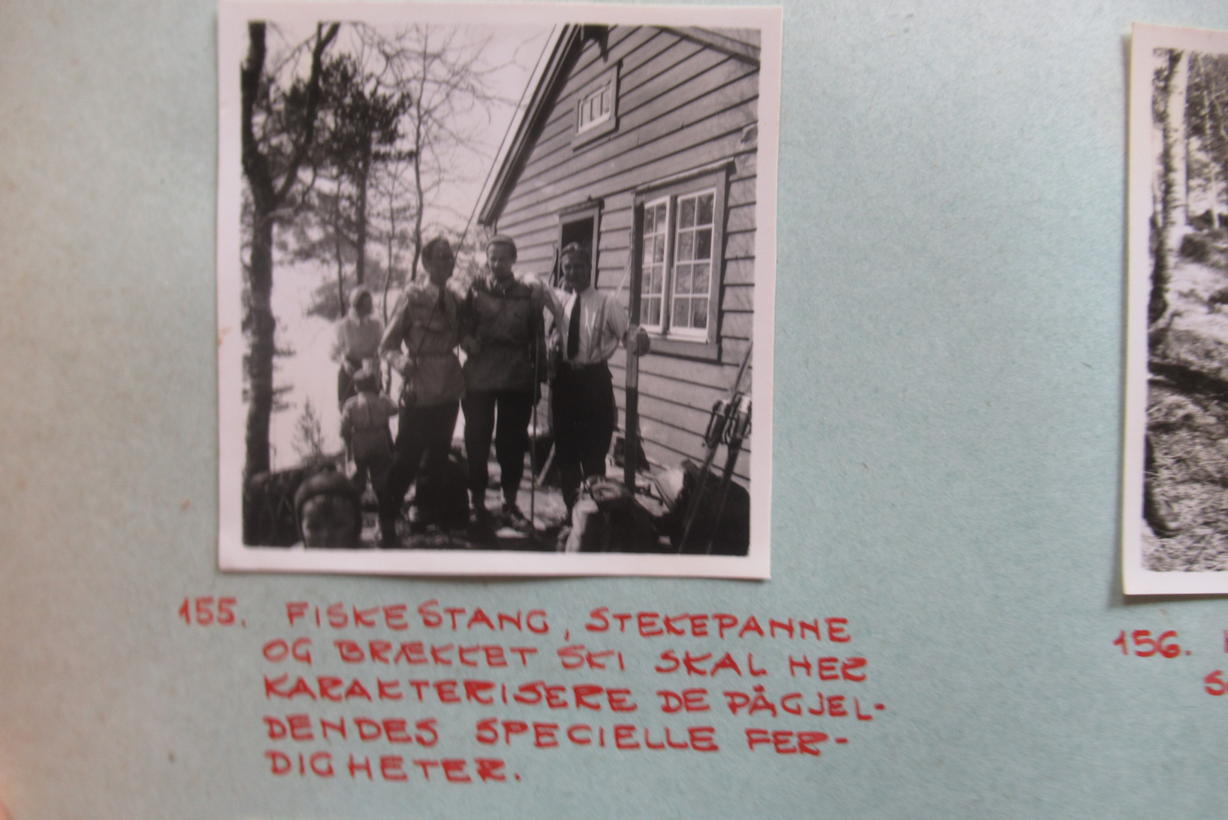 155. FISKESTANG, STEKEPANNE
OG BRÆKKET SKI SKAL HER
KARAKTERISERE DE PÅGJEL-
DENDES SPECIELLE FER-
DIGHETER.
156.